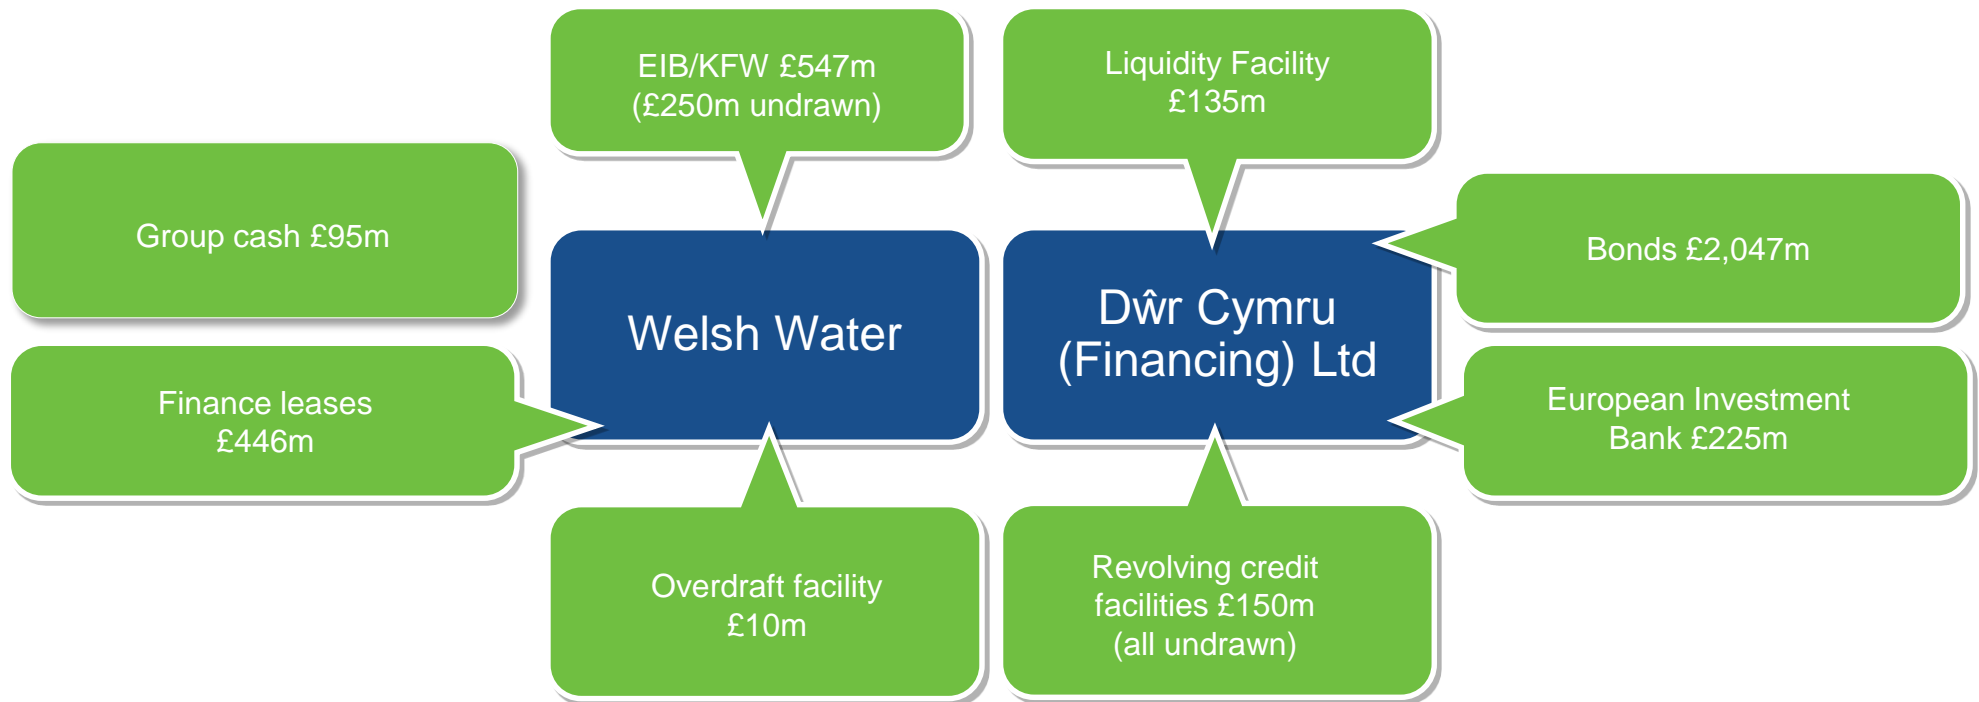 EIB/KFW £547m
(£250m undrawn)
Liquidity Facility
£135m
Group cash £95m
Bonds £2,047m
Welsh Water
Dŵr Cymru
(Financing) Ltd
Finance leases
£446m
European Investment
Bank £225m
Overdraft facility
£10m
Revolving credit
facilities £150m
(all undrawn)